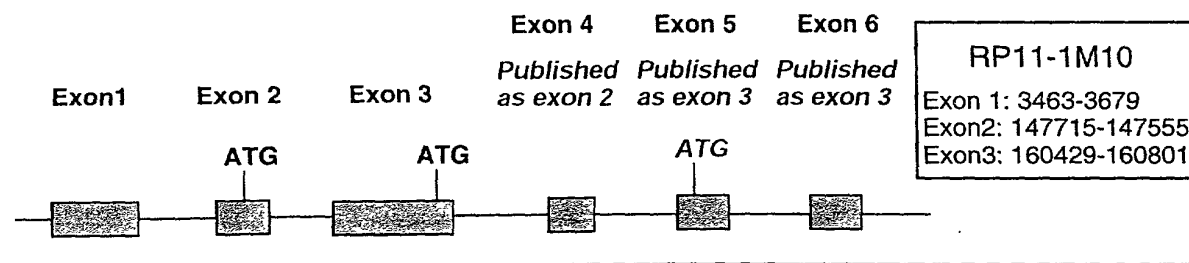 Exon 4 Exon 5 Exon 6
Published Published Published
as exon 2 as exon 3 as exon 3
Exon1 Exon 2 Exon 3
ATG ATG ATG
RP11-1M10
Exon 1: 3463-3679
Exon2: 147715-147555
Exon3: 160429-160801